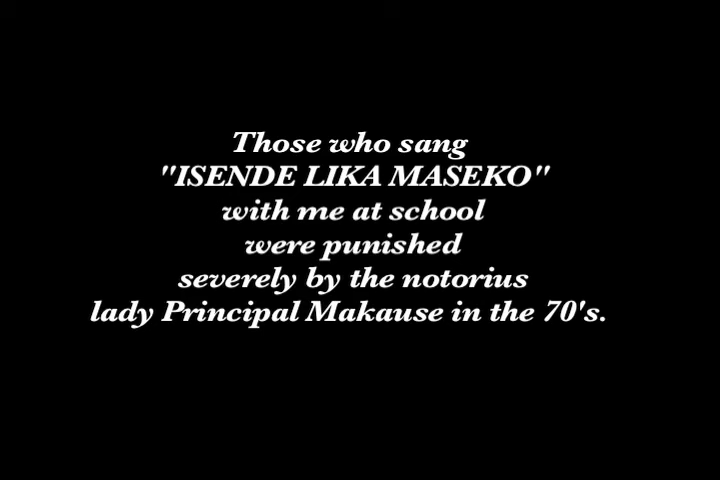 Those who sang
"ISENDE LIKA MASEKO"
with me at school
were punished
severely by the notorius
lady Principal Makause in the 70's.